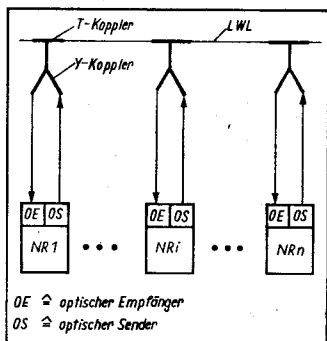 T-Koppler
LWL
Y-Koppler
OE OS OE OS OE OS
NR1 ••• NRi ••• NRn
OE ≙ optischer Empfänger
OS ≙ optischer Sender